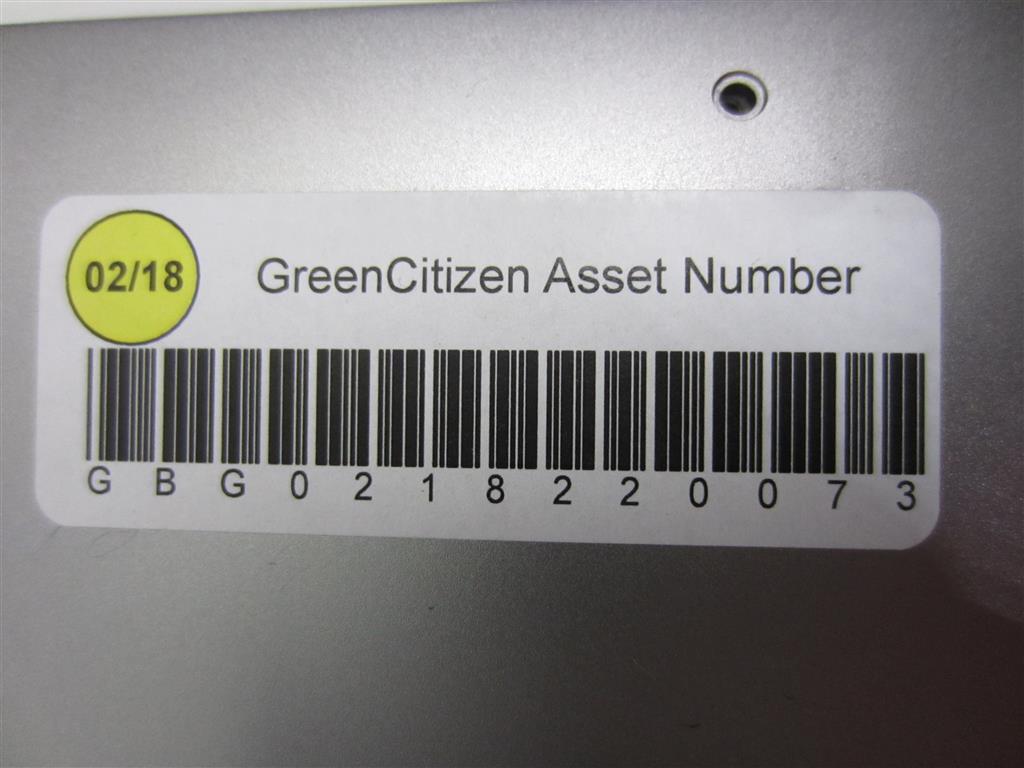 02/18
GreenCitizen Asset Number
GBG0218220073